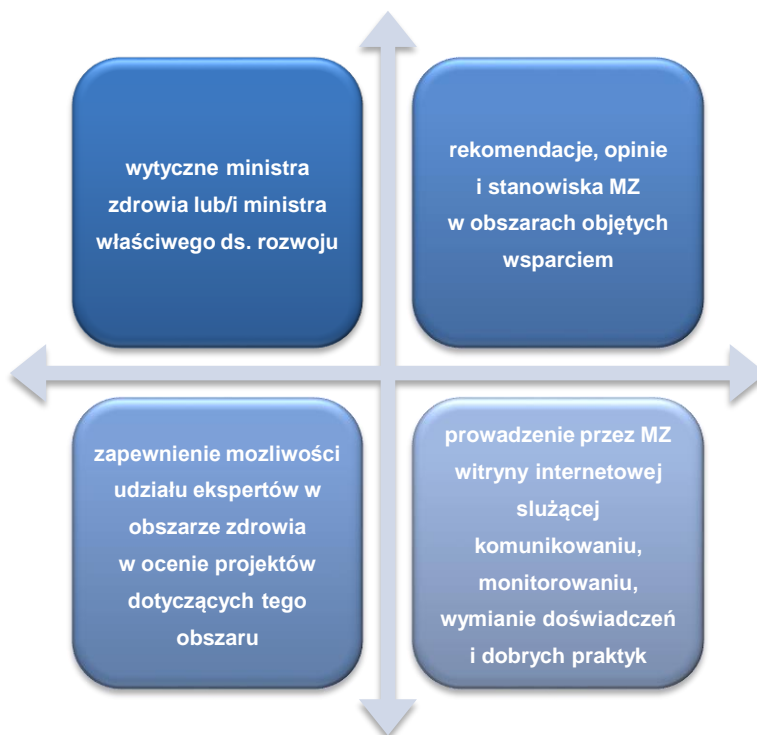 wytyczne ministra
zdrowia lub/i ministra
właściwego ds. rozwoju
rekomendacje, opinie
i stanowiska MZ
w obszarach objętych
wsparciem
zapewnienie mozliwości
udziału ekspertów w
obszarze zdrowia
w ocenie projektów
dotyczących tego
obszaru
prowadzenie przez MZ
witryny internetowej
slużącej
komunikowaniu,
monitorowaniu,
wymianie doświadczeń
i dobrych praktyk